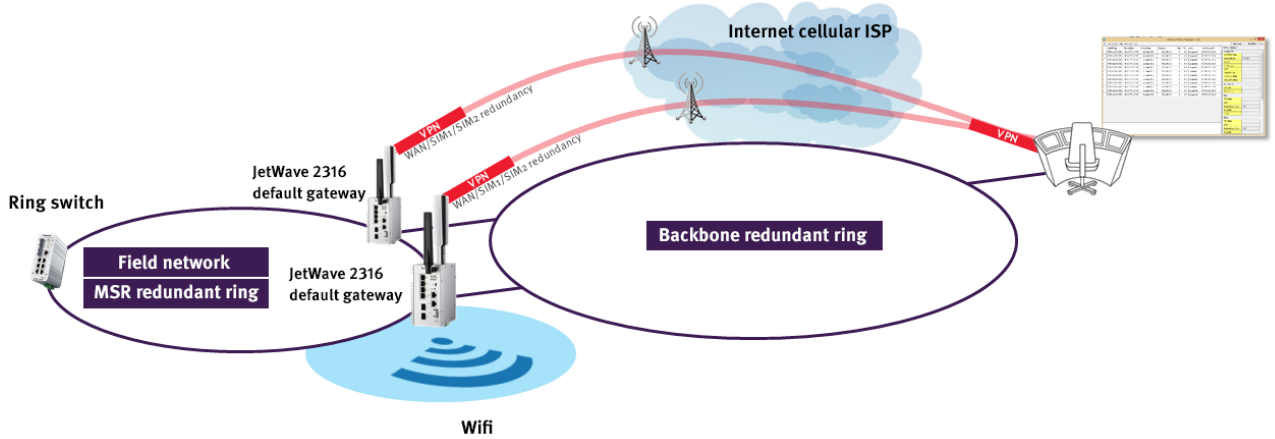 Internet cellular ISP
VPN
WAN/SIM1/SIM2 redundancy
VPN
WAN/SIM1/SIM2 redundancy
VPN
JetWave 2316
default gateway
Ring switch
Field network
MSR redundant ring
JetWave 2316
default gateway
Backbone redundant ring
Wifi